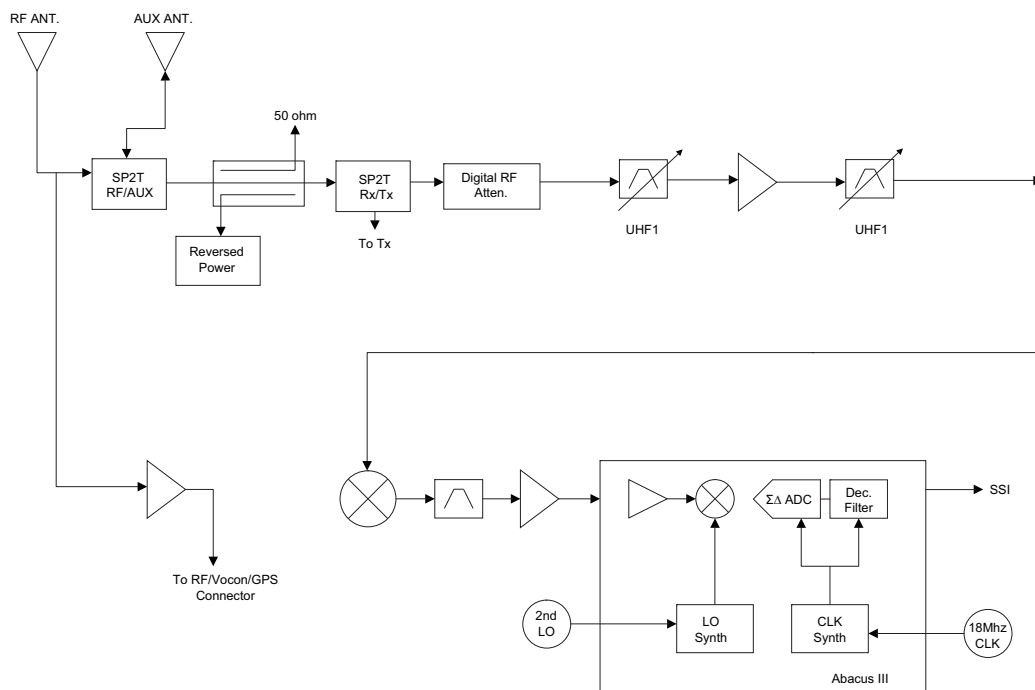 RF ANT.
AUX ANT.
50 ohm
SP2T
RF/AUX
SP2T
Rx/Tx
Digital RF
Atten.
To Tx
UHF1
UHF1
Reversed
Power
ΣΔ ADC
Dec.
Filter
SSI
To RF/Vocon/GPS
Connector
2nd
LO
LO
Synth
CLK
Synth
18Mhz
CLK
Abacus III